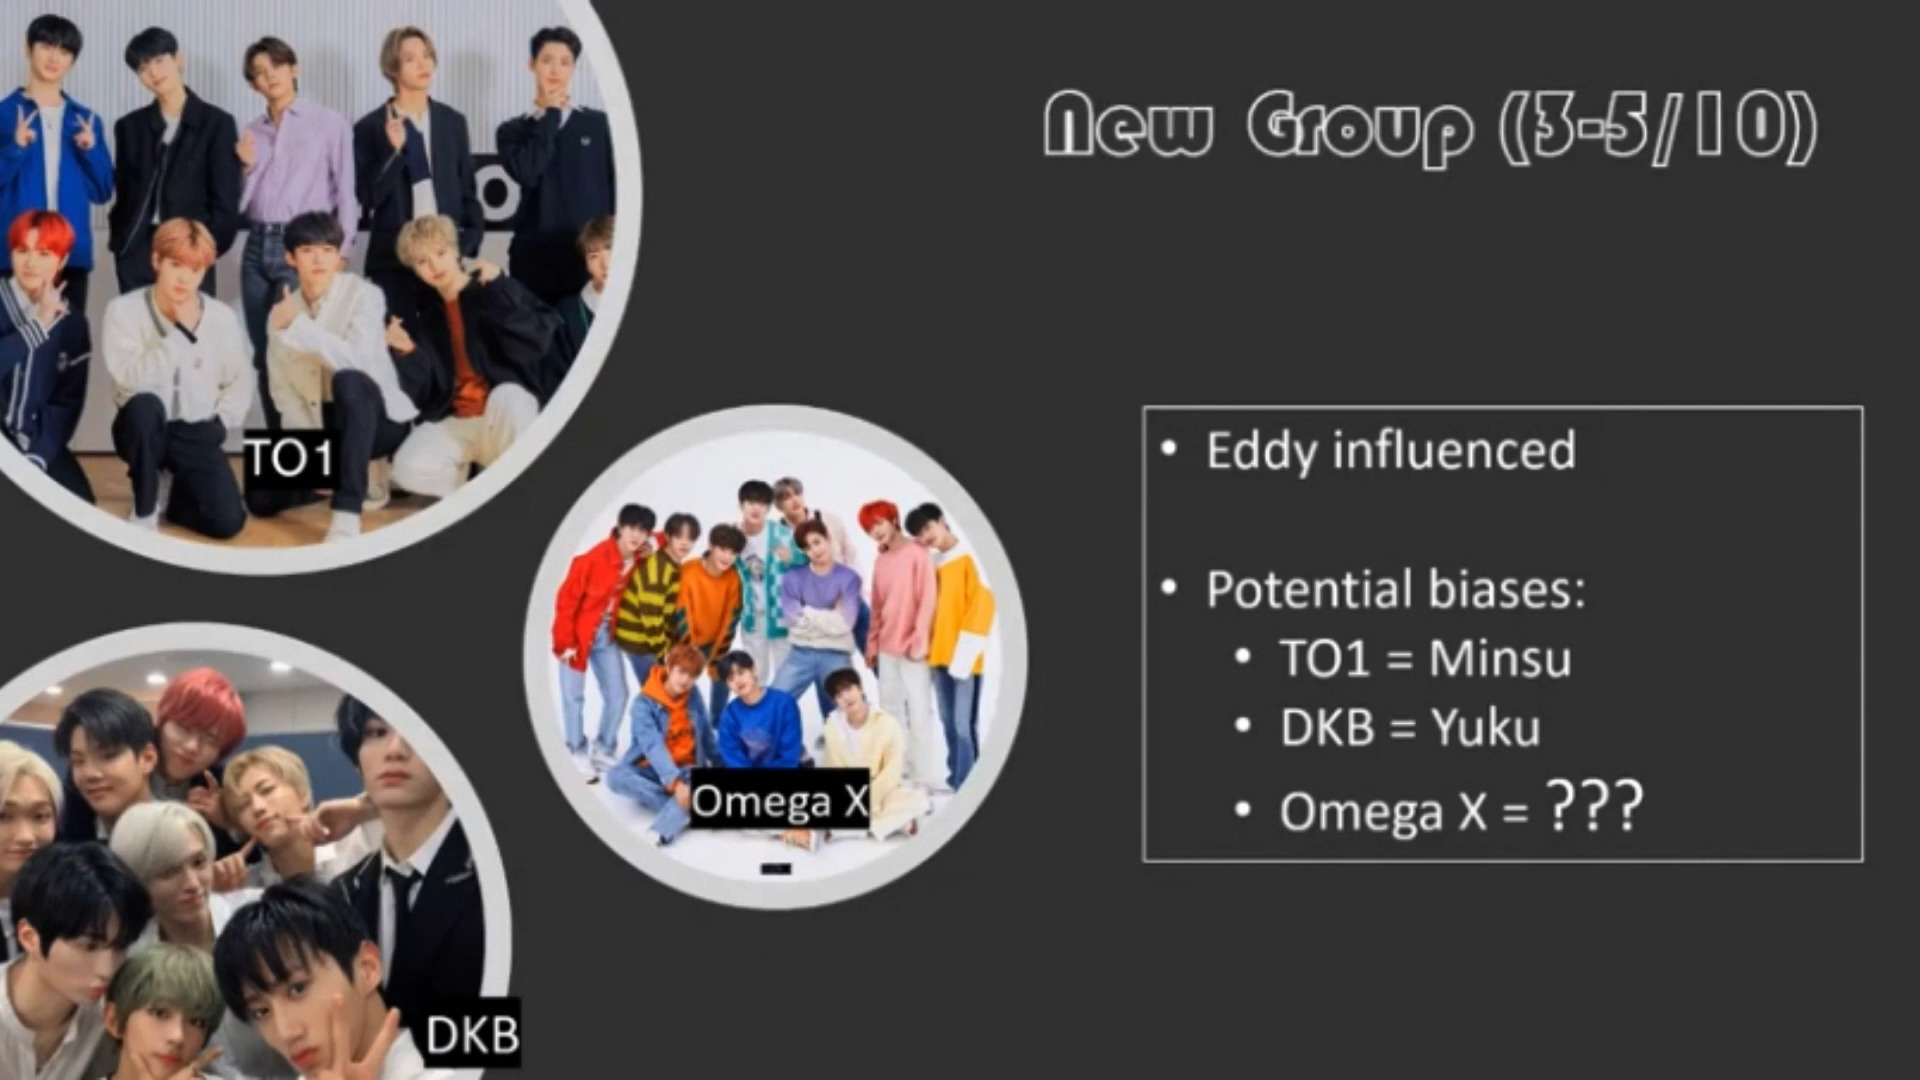 New Group (3-5/10)
TO1
Omega X
DKB
• Eddy influenced
• Potential biases:
• TO1 = Minsu
• DKB = Yuku
• Omega X = ???